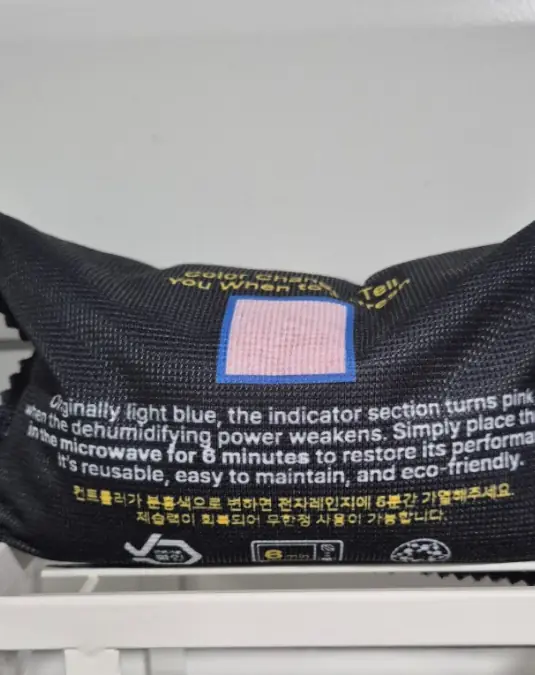 Color Chan Tell
You When to
Originally light blue, the indicator section turns pink
when the dehumidifying power weakens. Simply place the
in the microwave for 6 minutes to restore its performa
It's reusable, easy to maintain, and eco-friendly.
컨트롤러가 분홍색으로 변하면 전자레인지에 6분간 가열해주세요.
제습력이 회복되어 무한정 사용이 가능합니다.
6 min